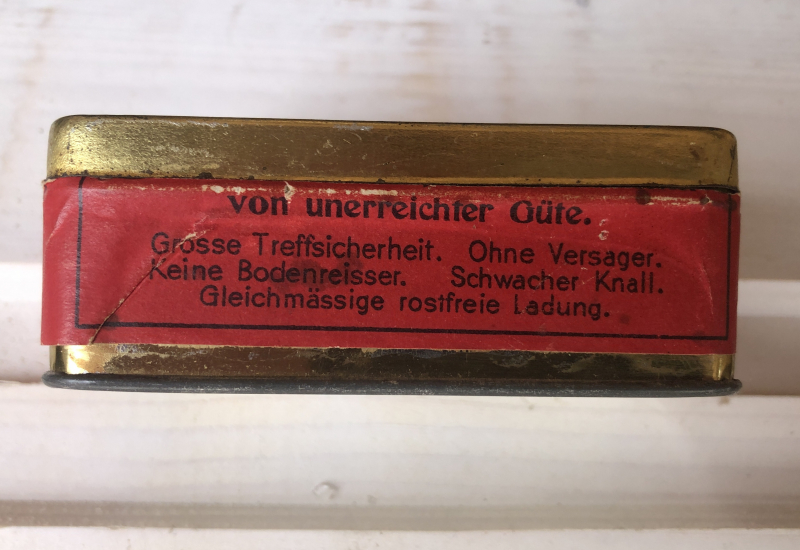 von unerreichter Güte.
Grosse Treffsicherheit. Ohne Versager.
Keine Bodenreisser. Schwacher Knall.
Gleichmässige rostfreie Ladung.